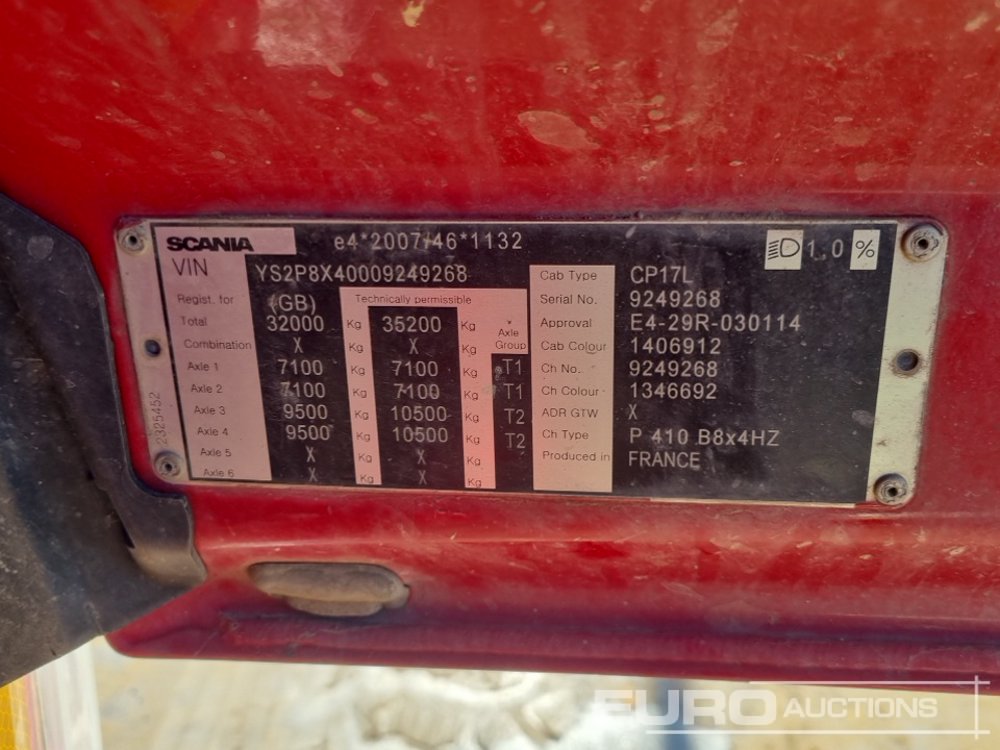 SCANIA e4*2007/46*1132 1.0 %
VIN YS2P8X40009249268
Regist. for (GB) Technically permissible
Total 32000 Kg 35200 Kg * Axle Group
Combination X Kg X Kg
Axle 1 7100 Kg 7100 Kg T1
Axle 2 7100 Kg 7100 Kg T1
Axle 3 9500 Kg 10500 Kg T2
Axle 4 9500 Kg 10500 Kg T2
Axle 5 X Kg X Kg
Axle 6 X Kg X Kg
Cab Type CP17L
Serial No. 9249268
Approval E4-29R-030114
Cab Colour 1406912
Ch No. 9249268
Ch Colour 1346692
ADR GTW X
Ch Type P 410 B8x4HZ
Produced in FRANCE
2325452
EURO AUCTIONS